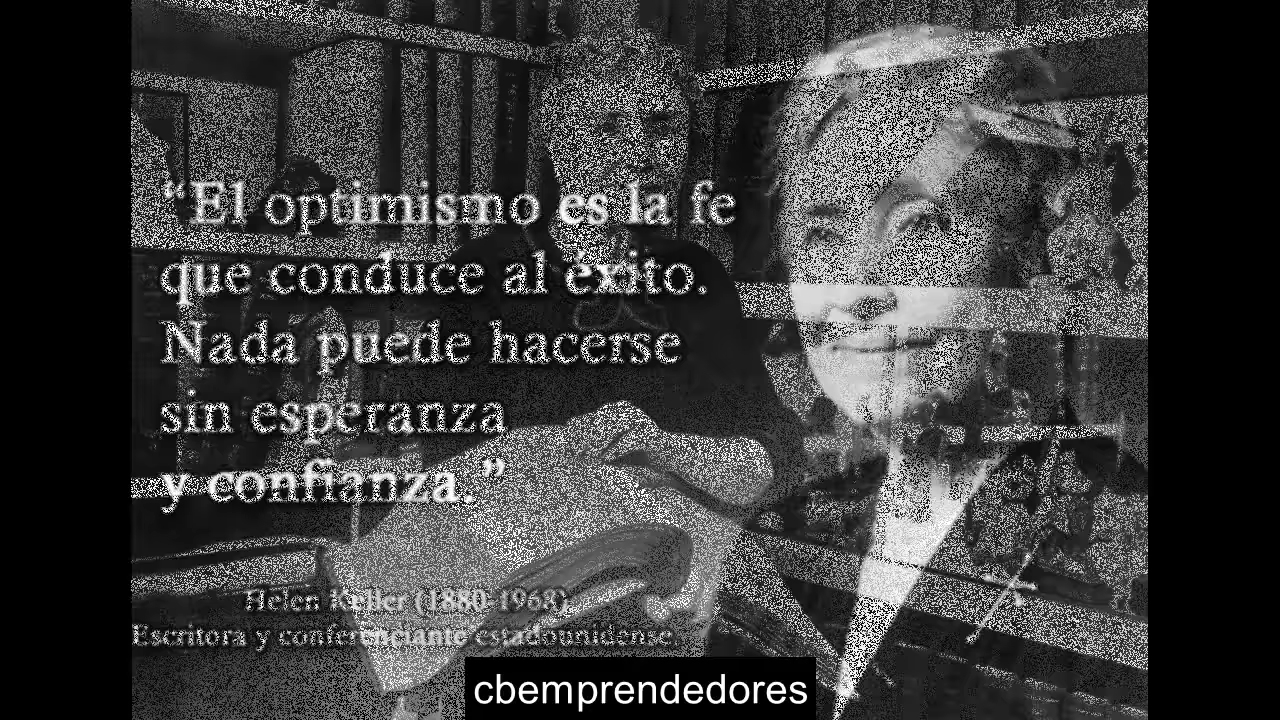 “El optimismo es la fe
que conduce al éxito.
Nada puede hacerse
sin esperanza
y confianza.”
Helen Keller (1880-1968)
Escritora y conferenciante estadounidense.
cbemprendedores